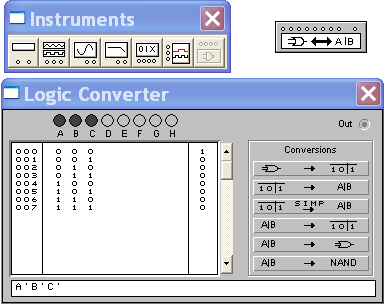 Instruments
0IX
A|B
Logic Converter
Out
A B C D E F G H
000 0 0 0 1
001 0 0 1 0
002 0 1 0 0
003 0 1 1 0
004 1 0 0 0
005 1 0 1 0
006 1 1 0 0
007 1 1 1 0
Conversions
→ 1 0 1
1 0 1 → A|B
1 0 1 SIMP → A|B
A|B → 1 0 1
A|B →
A|B → NAND
A'B'C'